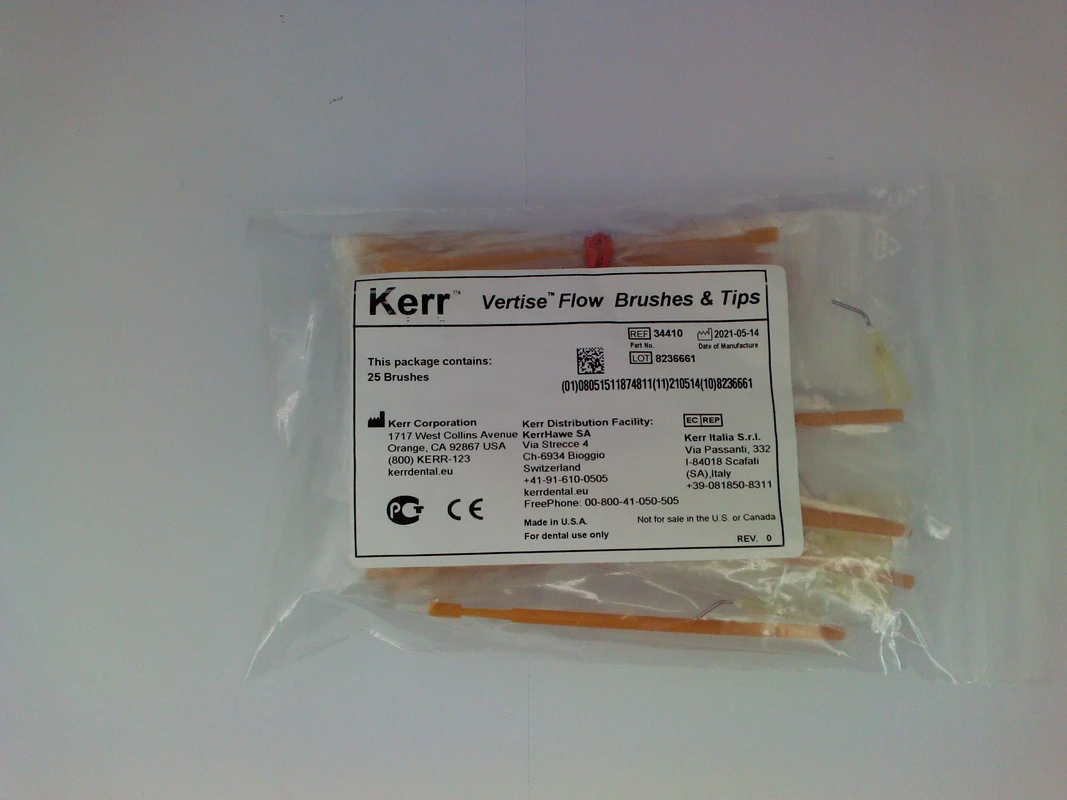 Kerr™ Vertise™ Flow Brushes & Tips
REF 34410 2021-05-14
Part No. Date of Manufacture
LOT 8236661
This package contains:
25 Brushes
(01)08051511874811(11)210514(10)8236661
Kerr Corporation
1717 West Collins Avenue
Orange, CA 92867 USA
(800) KERR-123
kerrdental.eu
Kerr Distribution Facility:
KerrHawe SA
Via Strecce 4
Ch-6934 Bioggio
Switzerland
+41-91-610-0505
kerrdental.eu
FreePhone: 00-800-41-050-505
EC REP
Kerr Italia S.r.l.
Via Passanti, 332
I-84018 Scafati
(SA),Italy
+39-081850-8311
PCT CE
Made in U.S.A.
For dental use only
Not for sale in the U.S. or Canada
REV. 0